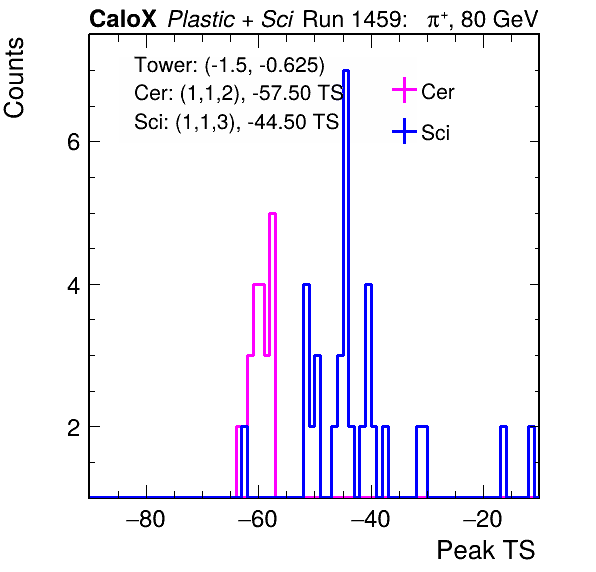 CaloX Plastic + Sci Run 1459: π+, 80 GeV
Tower: (-1.5, -0.625)
Cer: (1,1,2), -57.50 TS
Sci: (1,1,3), -44.50 TS
Cer
Sci
Counts
6
4
2
−80 −60 −40 −20
Peak TS